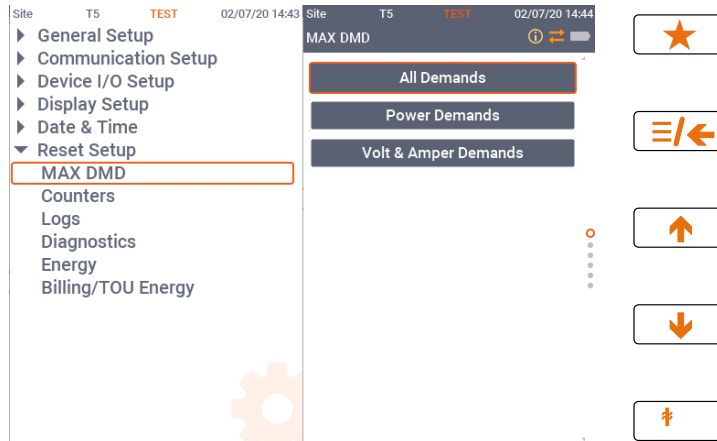 Site T5 TEST 02/07/20 14:43
General Setup
Communication Setup
Device I/O Setup
Display Setup
Date & Time
Reset Setup
MAX DMD
Counters
Logs
Diagnostics
Energy
Billing/TOU Energy
Site T5 TEST 02/07/20 14:44
MAX DMD
All Demands
Power Demands
Volt & Amper Demands